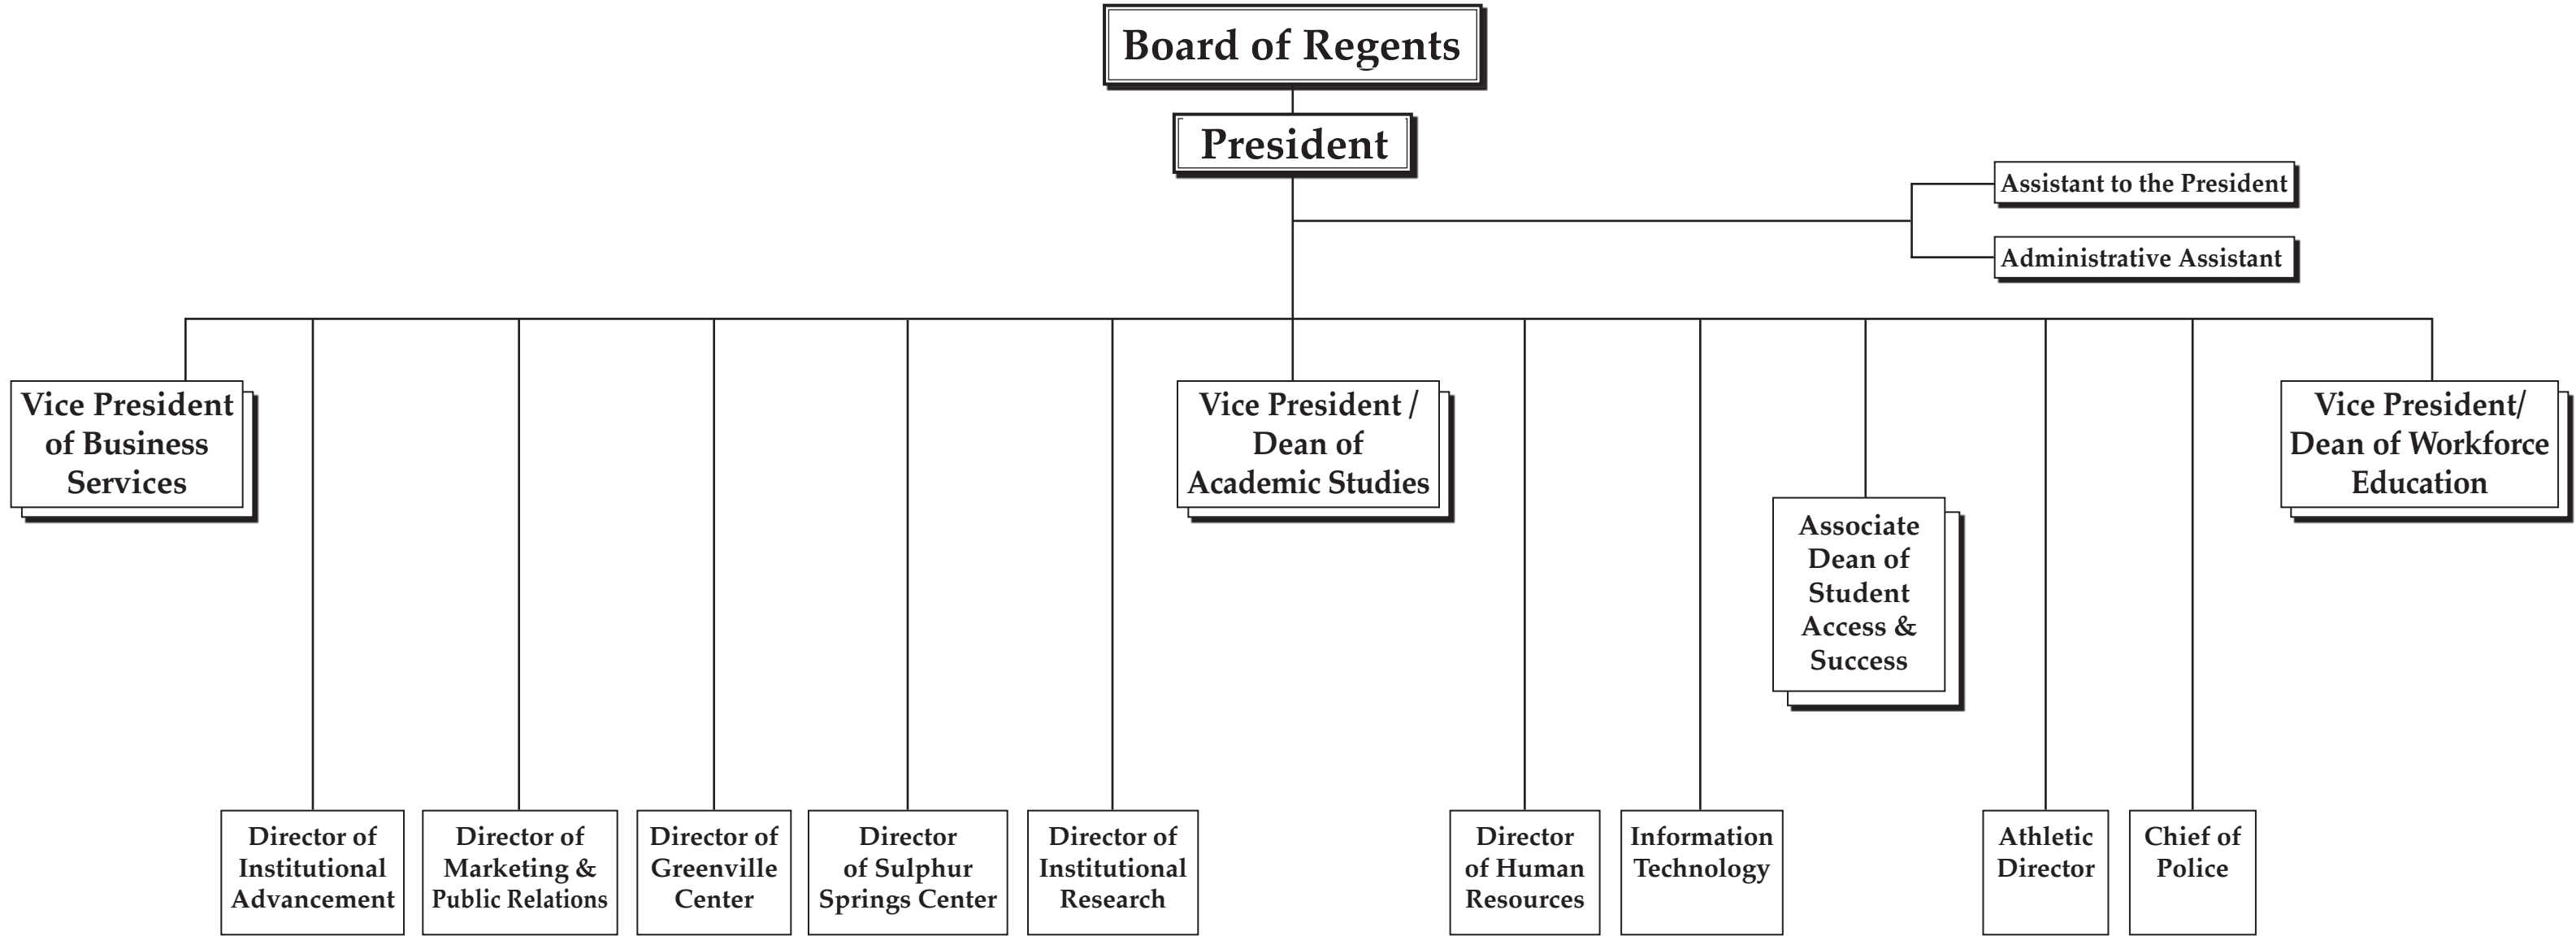 Board of Regents
President
Assistant to the President
Administrative Assistant
Vice President
of Business
Services
Vice President /
Dean of
Academic Studies
Vice President/
Dean of Workforce
Education
Associate
Dean of
Student
Access &
Success
Director of
Institutional
Advancement
Director of
Marketing &
Public Relations
Director of
Greenville
Center
Director
of Sulphur
Springs Center
Director of
Institutional
Research
Director
of Human
Resources
Information
Technology
Athletic
Director
Chief of
Police